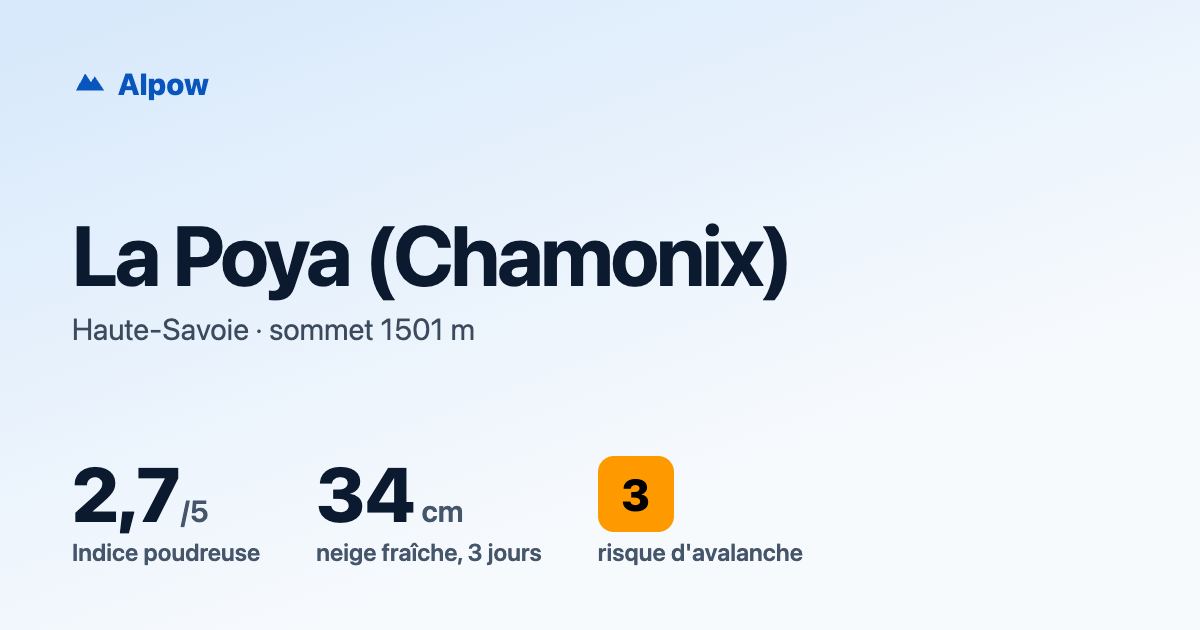 Alpow
La Poya (Chamonix)
Haute-Savoie · sommet 1501 m
2,7/5
Indice poudreuse
34 cm
neige fraîche, 3 jours
3
risque d'avalanche